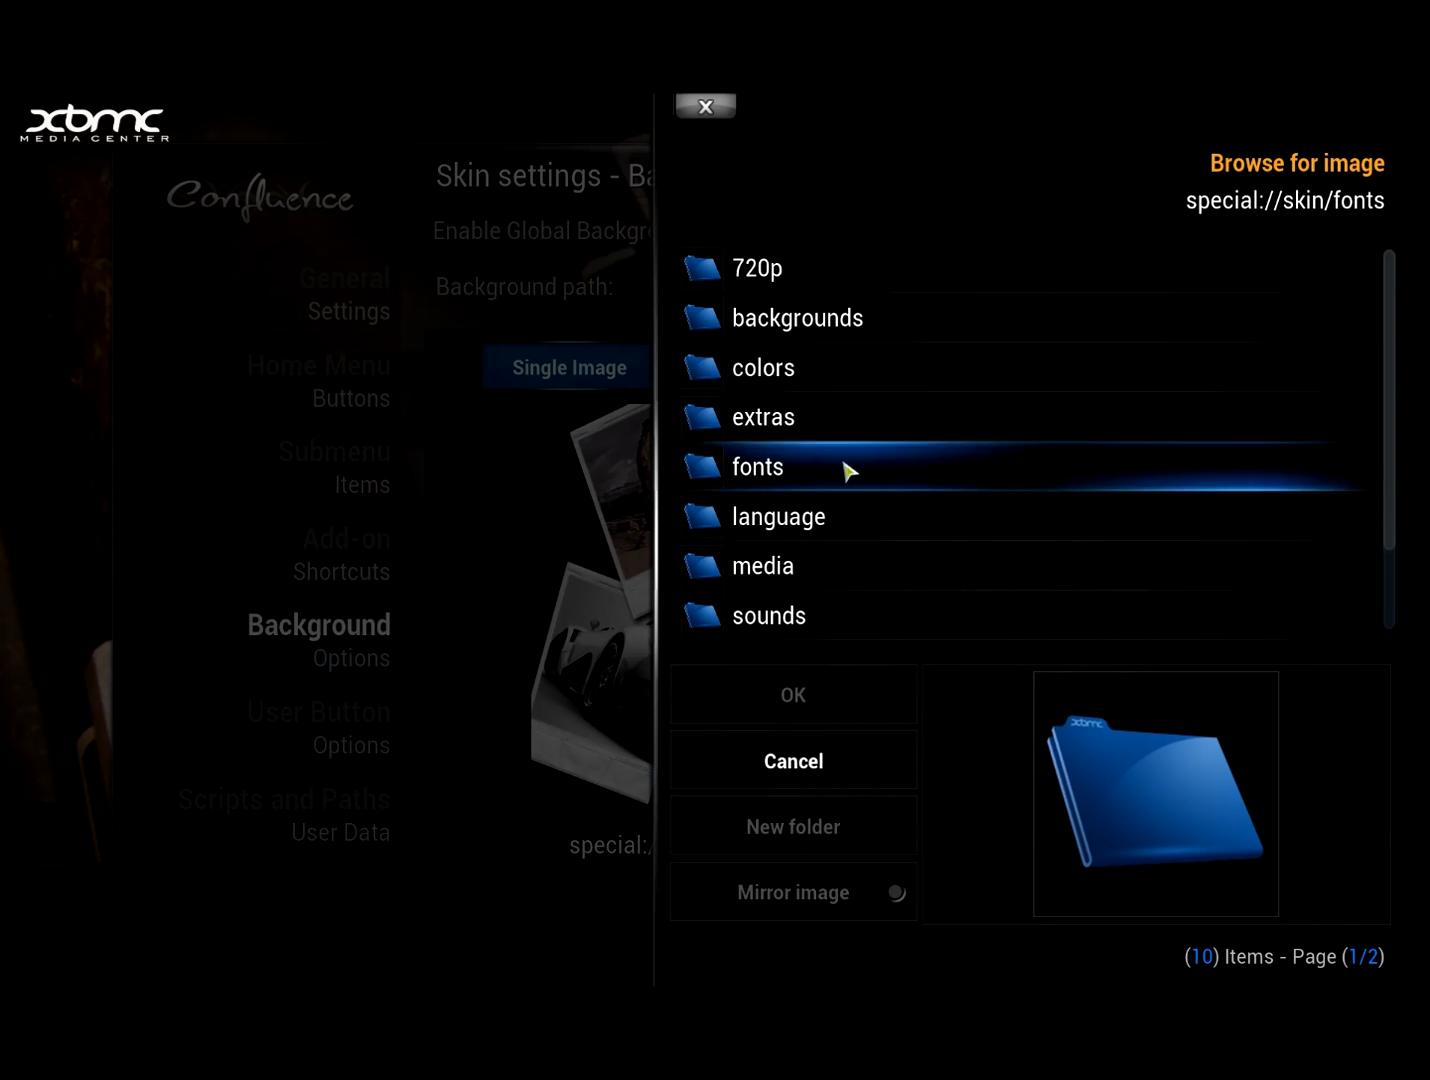 xbmc
MEDIA CENTER
Confluence
General
Settings
Home Menu
Buttons
Submenu
Items
Add-on
Shortcuts
Background
Options
User Button
Options
Scripts and Paths
User Data
Skin settings - Ba
Enable Global Backgr
Background path:
Single Image
special:/
X
Browse for image
special://skin/fonts
720p
backgrounds
colors
extras
fonts
language
media
sounds
OK
Cancel
New folder
Mirror image
xbmc
(10) Items - Page (1/2)